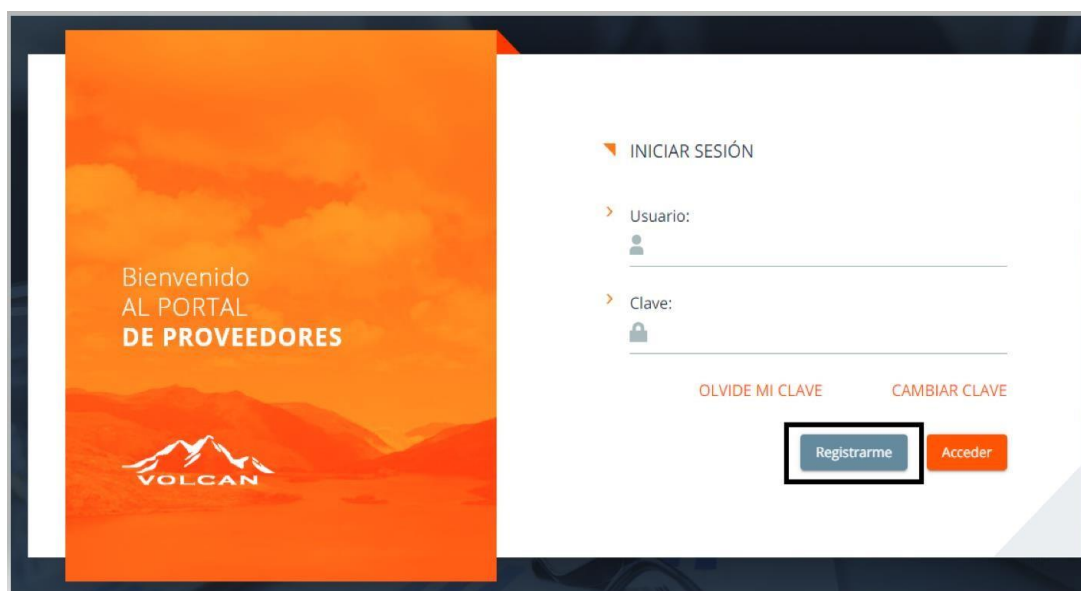 Bienvenido
AL PORTAL
DE PROVEEDORES
VOLCAN
INICIAR SESIÓN
Usuario:
Clave:
OLVIDE MI CLAVE
CAMBIAR CLAVE
Registrarme
Acceder